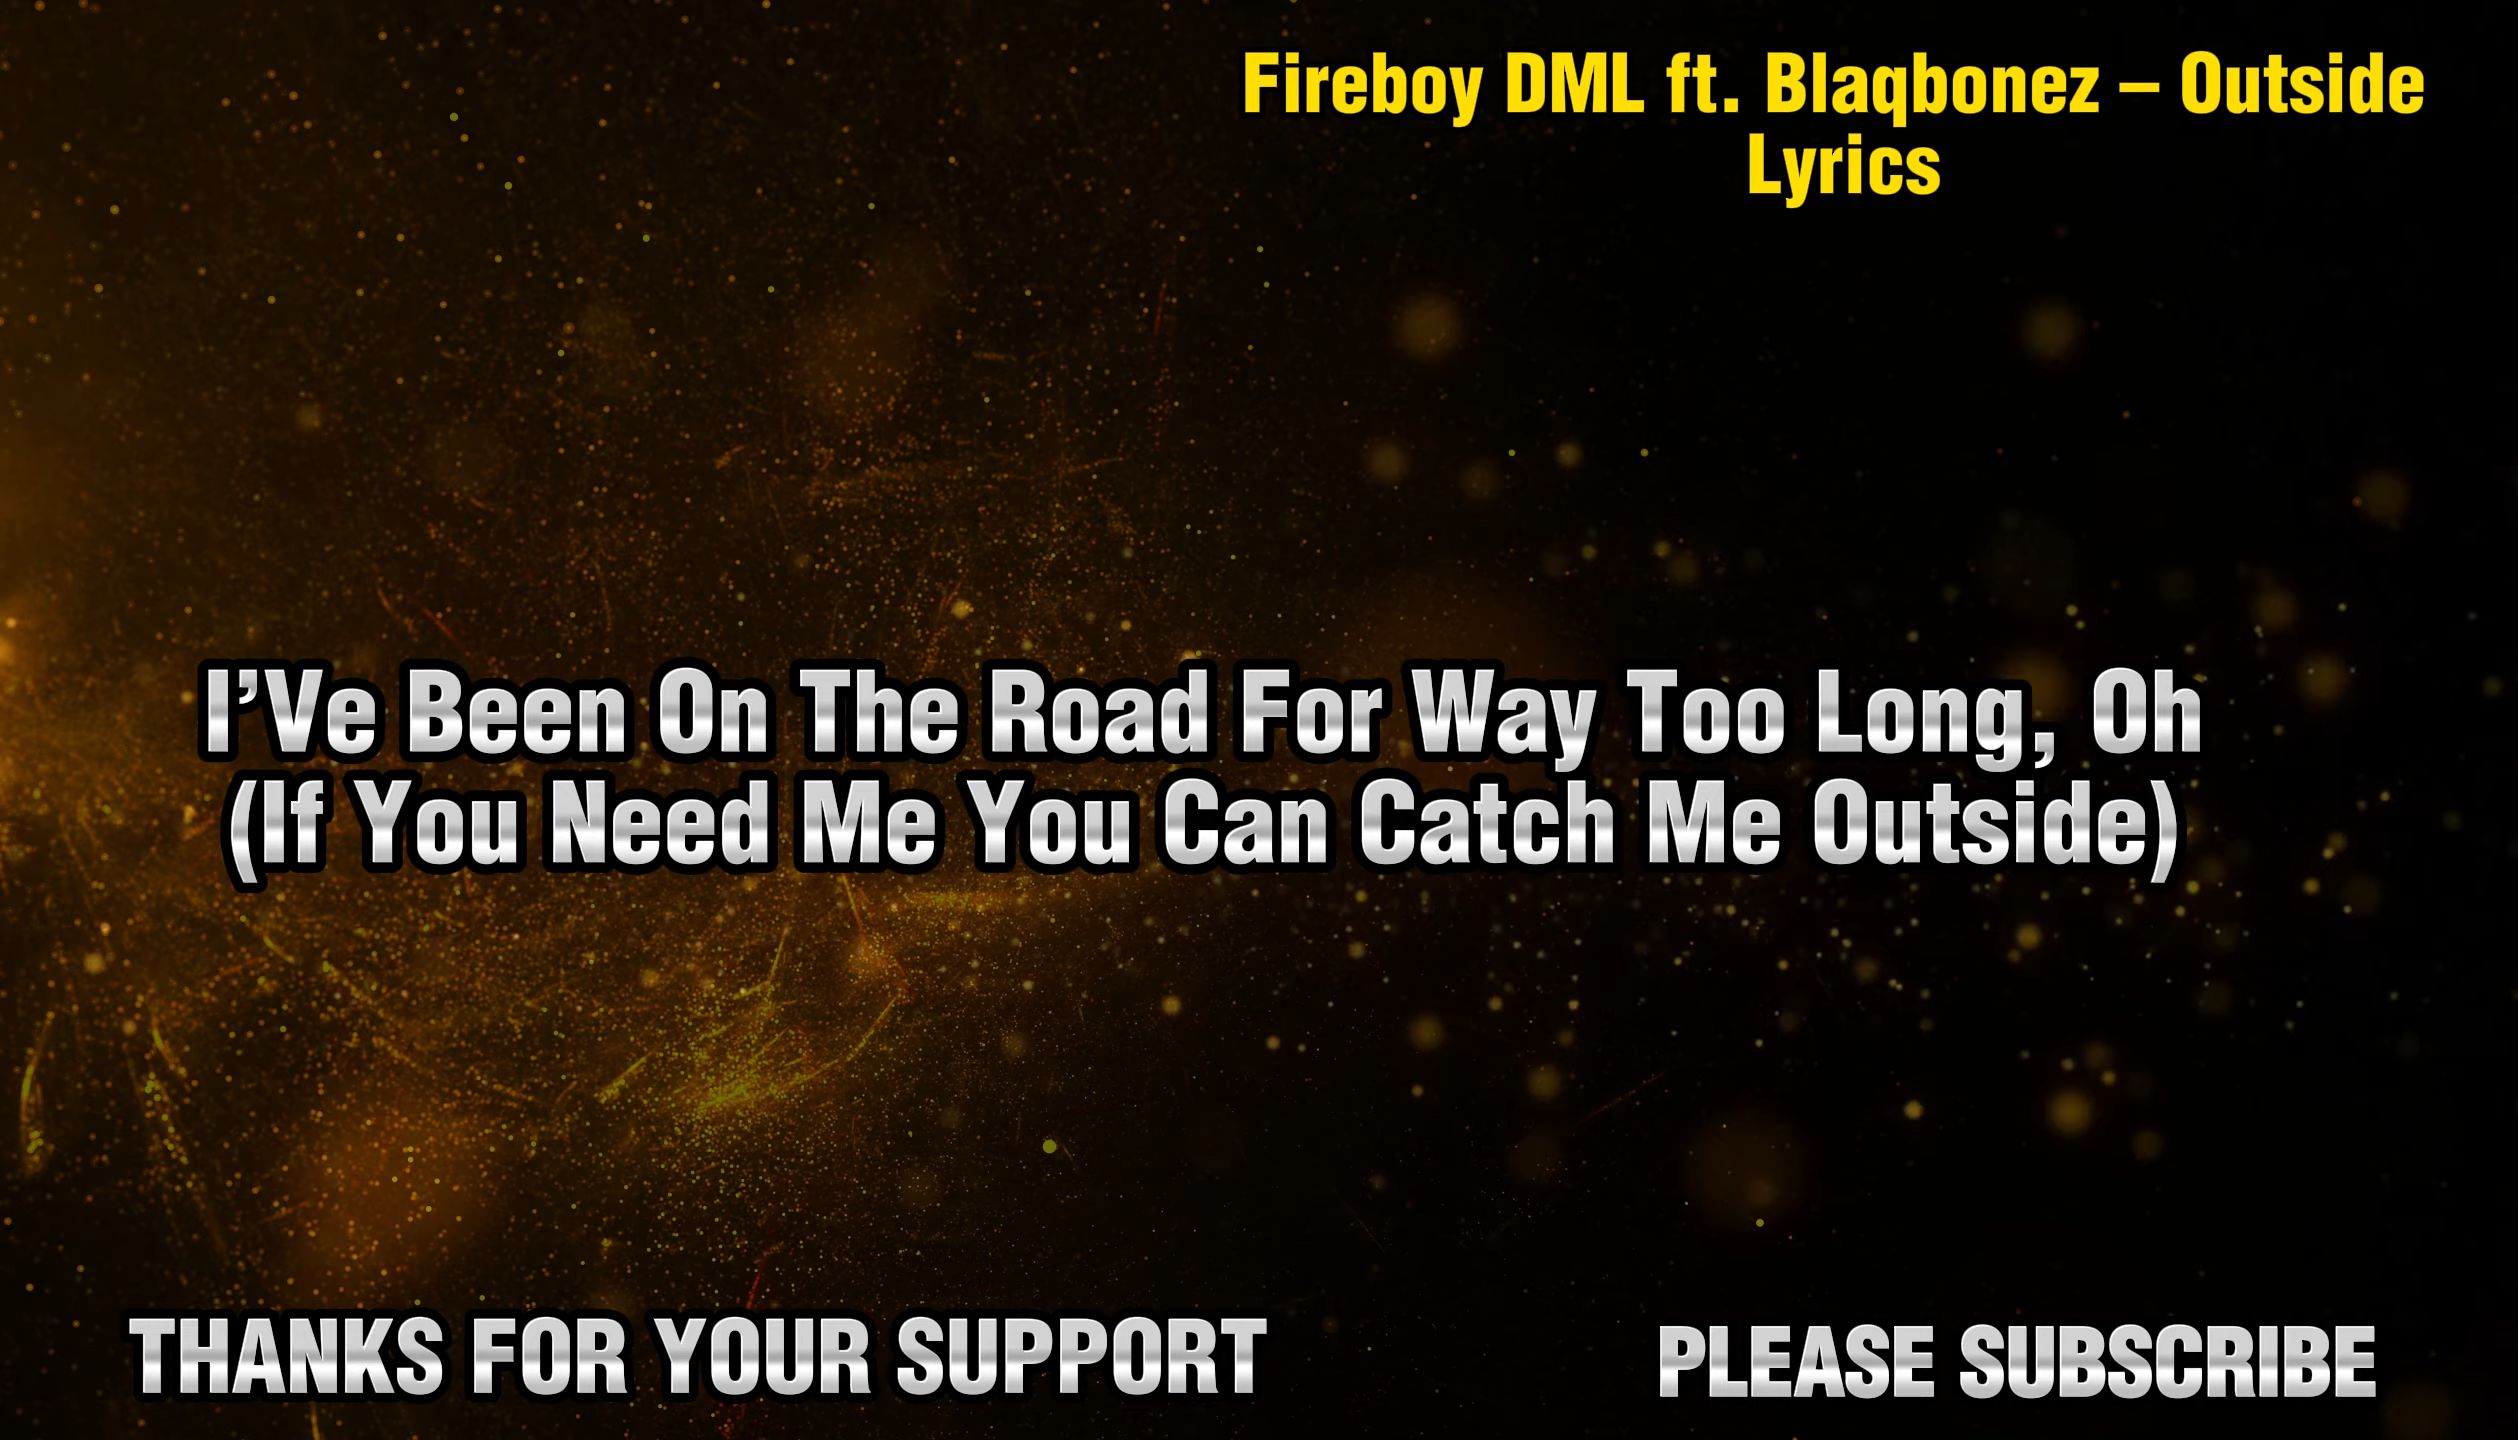 Fireboy DML ft. Blaqbonez – Outside
Lyrics
I’Ve Been On The Road For Way Too Long, Oh
(If You Need Me You Can Catch Me Outside)
THANKS FOR YOUR SUPPORT
PLEASE SUBSCRIBE